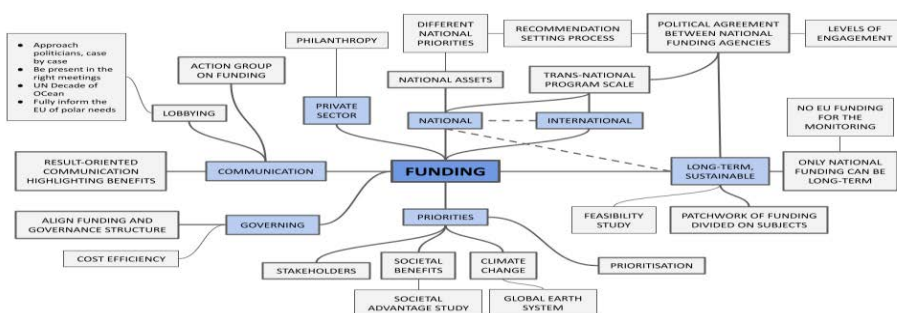 • Approach
politicians, case
by case
• Be present in the
right meetings
• UN Decade of
OCean
• Fully inform the
EU of polar needs
ACTION GROUP
ON FUNDING
LOBBYING
RESULT-ORIENTED
COMMUNICATION
HIGHLIGHTING BENEFITS
COMMUNICATION
PHILANTHROPY
PRIVATE
SECTOR
DIFFERENT
NATIONAL
PRIORITIES
RECOMMENDATION
SETTING PROCESS
POLITICAL AGREEMENT
BETWEEN NATIONAL
FUNDING AGENCIES
LEVELS OF
ENGAGEMENT
NATIONAL ASSETS
TRANS-NATIONAL
PROGRAM SCALE
NATIONAL
INTERNATIONAL
NO EU FUNDING
FOR THE
MONITORING
FUNDING
LONG-TERM,
SUSTAINABLE
ONLY NATIONAL
FUNDING CAN BE
LONG-TERM
FEASIBILITY
STUDY
PATCHWORK OF FUNDING
DIVIDED ON SUBJECTS
ALIGN FUNDING AND
GOVERNANCE STRUCTURE
GOVERNING
COST EFFICIENCY
PRIORITIES
STAKEHOLDERS
SOCIETAL
BENEFITS
CLIMATE
CHANGE
PRIORITISATION
SOCIETAL
ADVANTAGE STUDY
GLOBAL EARTH
SYSTEM